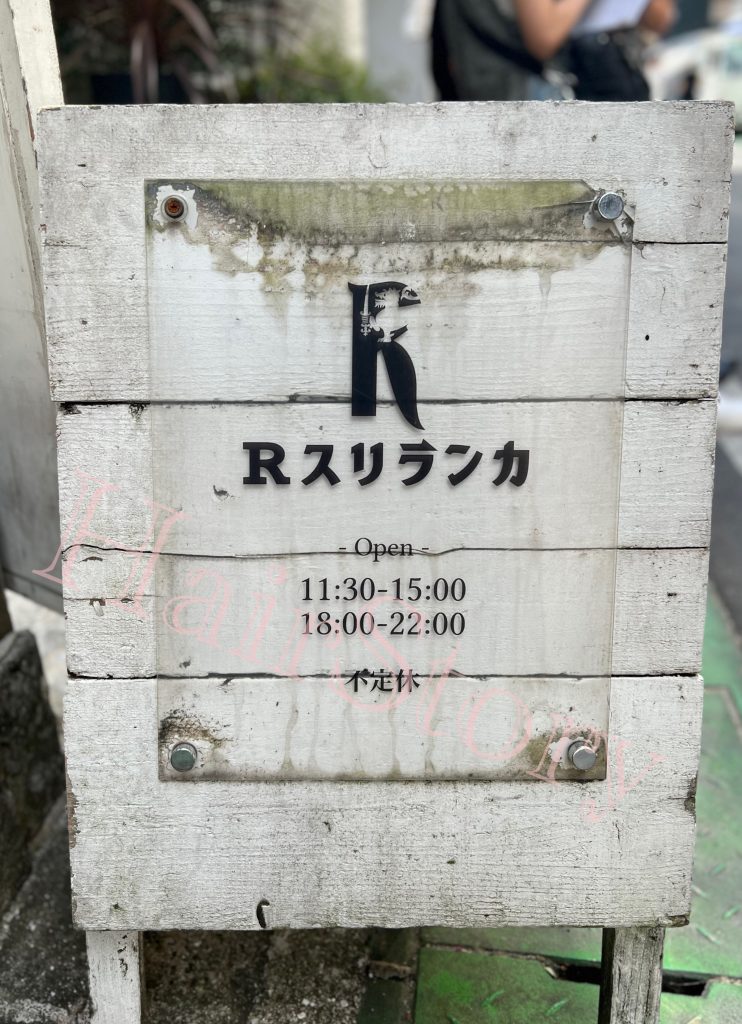 R
Rスリランカ
- Open -
11:30-15:00
18:00-22:00
不定休
HairStory